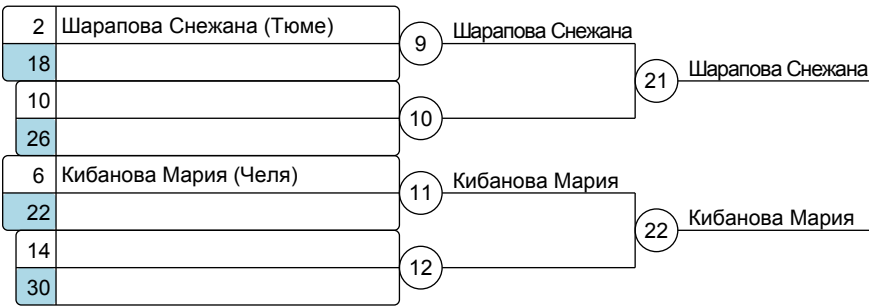 2 Шарапова Снежана (Тюме)
9 Шарапова Снежана
18
21 Шарапова Снежана
10
10
26
6 Кибанова Мария (Челя)
11 Кибанова Мария
22
22 Кибанова Мария
14
12
30